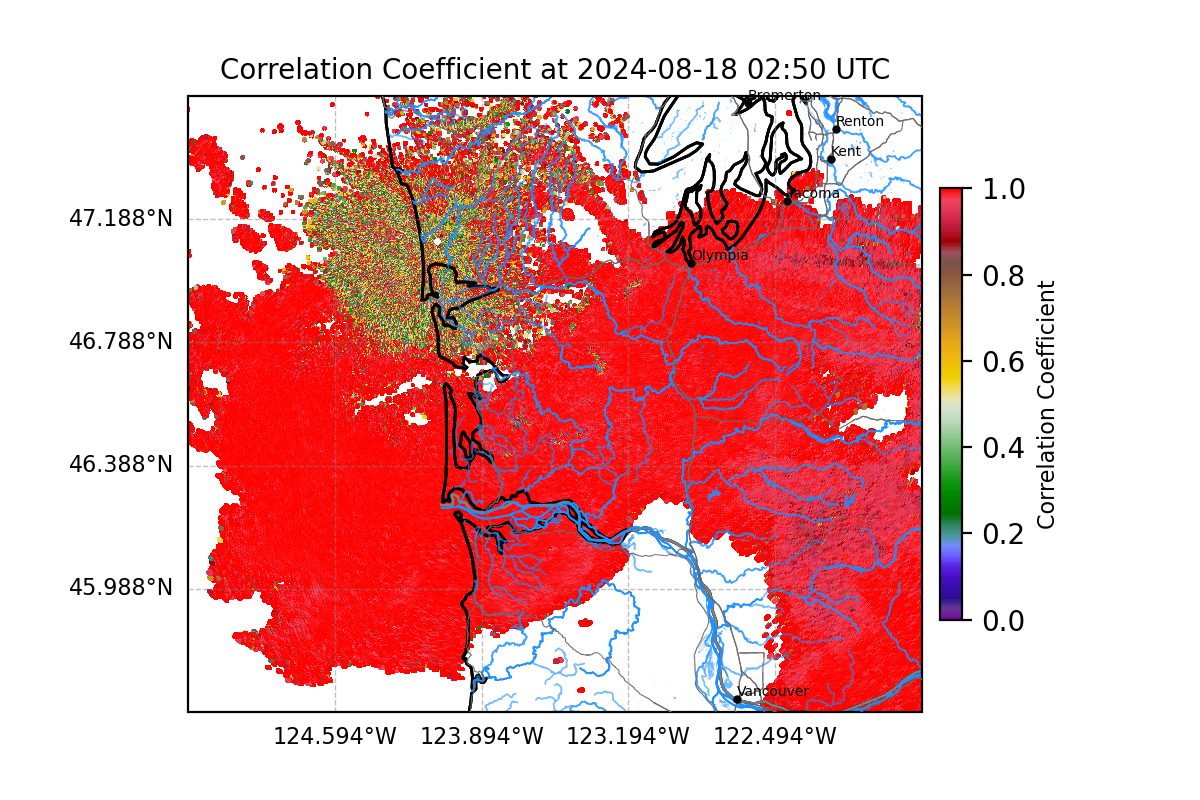 Correlation Coefficient at 2024-08-18 02:50 UTC
Bremerton
Renton
Kent
Tacoma
Olympia
Vancouver
47.188°N
46.788°N
46.388°N
45.988°N
124.594°W
123.894°W
123.194°W
122.494°W
1.0
0.8
0.6
0.4
0.2
0.0
Correlation Coefficient